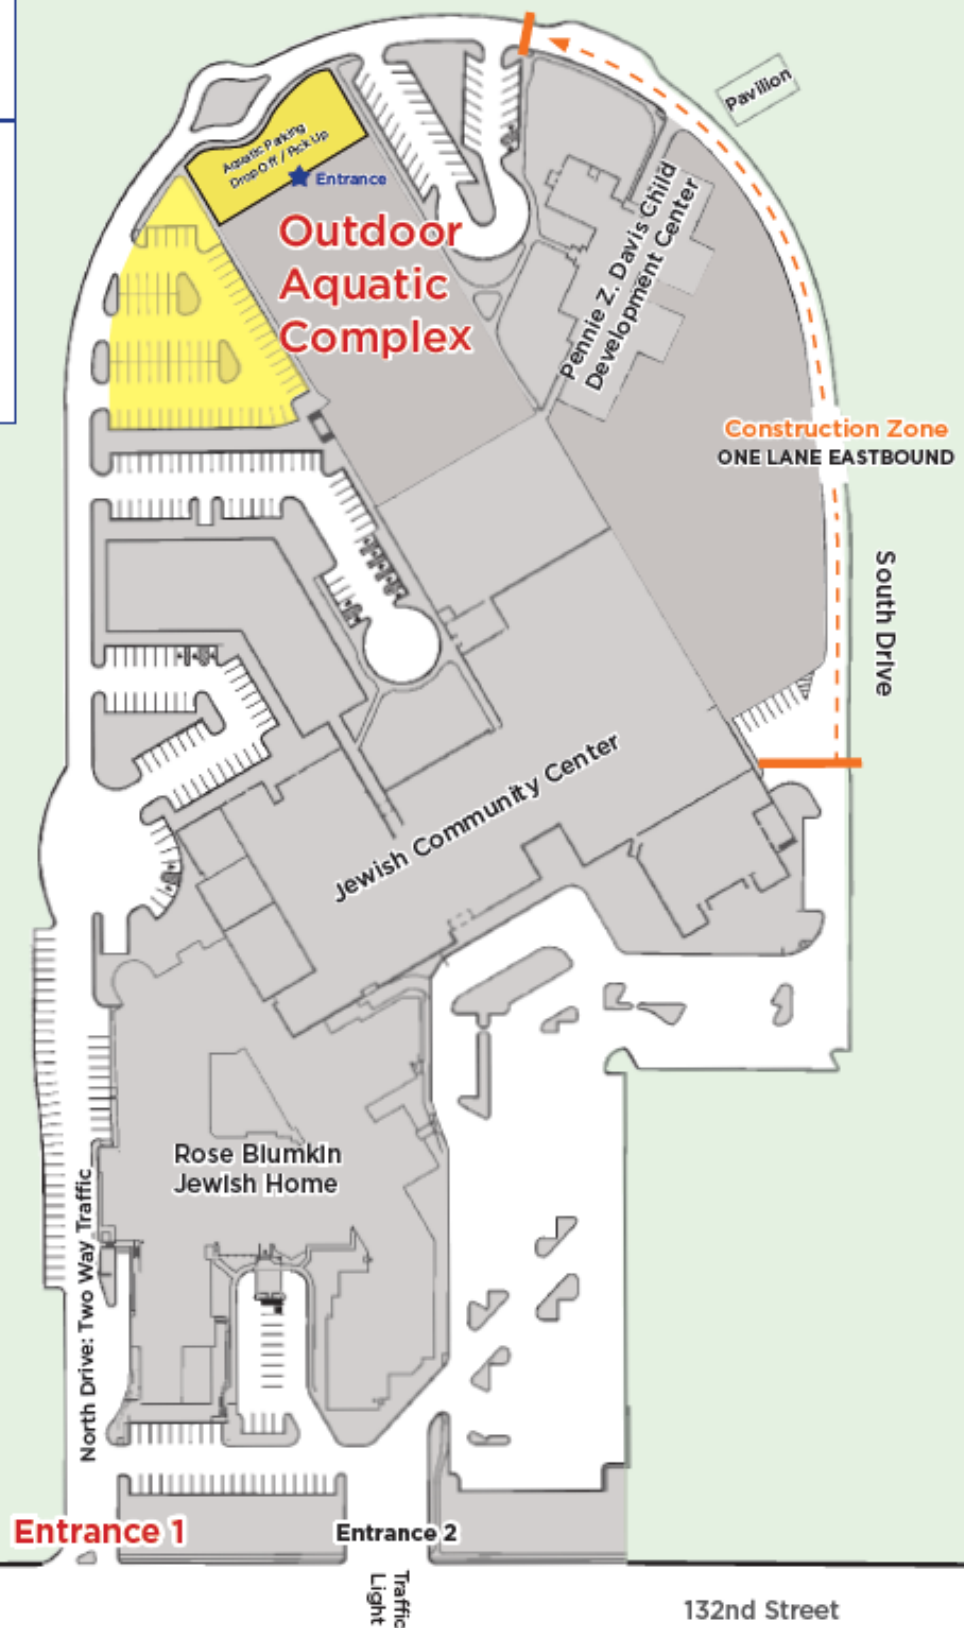 Pavilion
Aquatic Parking
Drop Off / Pick Up
Entrance
Outdoor
Aquatic
Complex
Pennie Z. Davis Child
Development Center
Construction Zone
ONE LANE EASTBOUND
South Drive
Jewish Community Center
Rose Blumkin
Jewish Home
North Drive: Two Way Traffic
Entrance 1
Entrance 2
Traffic
Light
132nd Street